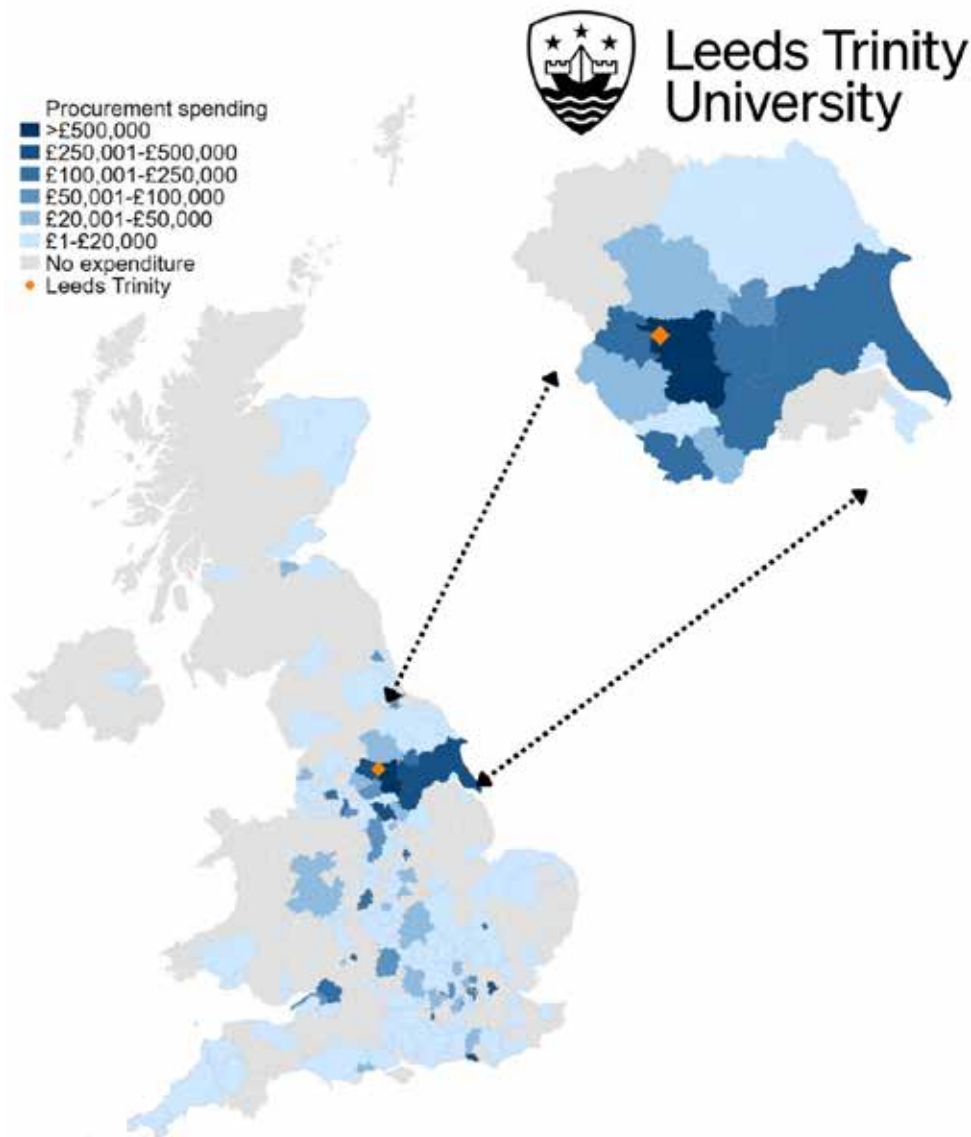 Leeds Trinity
University
Procurement spending
>£500,000
£250,001-£500,000
£100,001-£250,000
£50,001-£100,000
£20,001-£50,000
£1-£20,000
No expenditure
Leeds Trinity